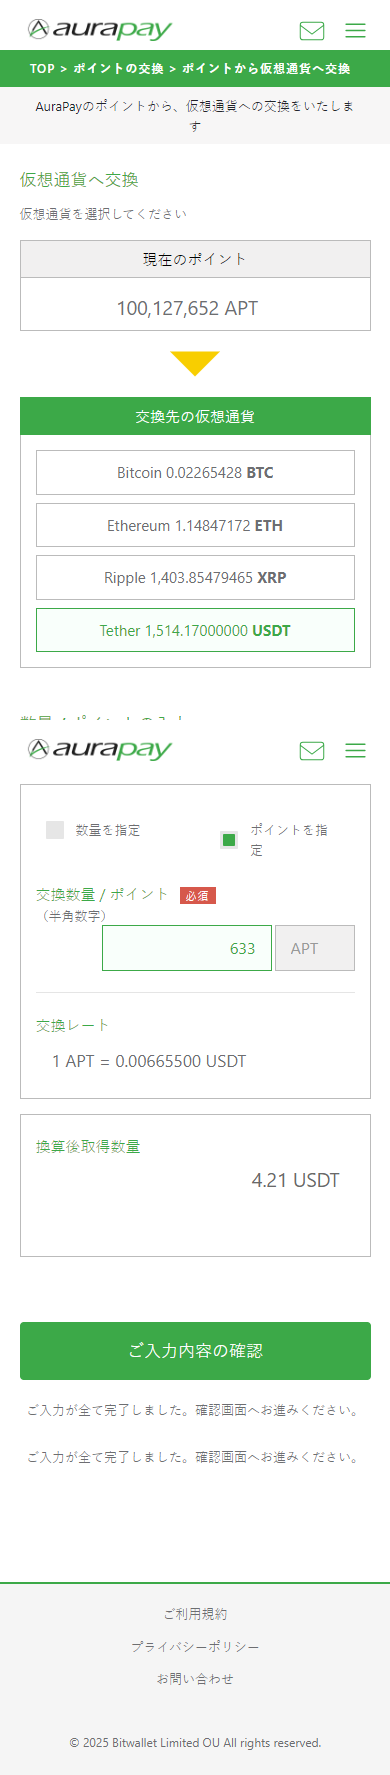 aurapay
TOP > ポイントの交換 > ポイントから仮想通貨へ交換
AuraPayのポイントから、仮想通貨への交換をいたしま
す
仮想通貨へ交換
仮想通貨を選択してください
現在のポイント
100,127,652 APT
交換先の仮想通貨
Bitcoin 0.02265428 BTC
Ethereum 1.14847172 ETH
Ripple 1,403.85479465 XRP
Tether 1,514.17000000 USDT
数量 / ポイントの入力
aurapay
数量を指定
ポイントを指
定
交換数量 / ポイント 必須
（半角数字）
633 APT
交換レート
1 APT = 0.00665500 USDT
換算後取得数量
4.21 USDT
ご入力内容の確認
ご入力が全て完了しました。確認画面へお進みください。
ご入力が全て完了しました。確認画面へお進みください。
ご利用規約
プライバシーポリシー
お問い合わせ
© 2025 Bitwallet Limited OU All rights reserved.